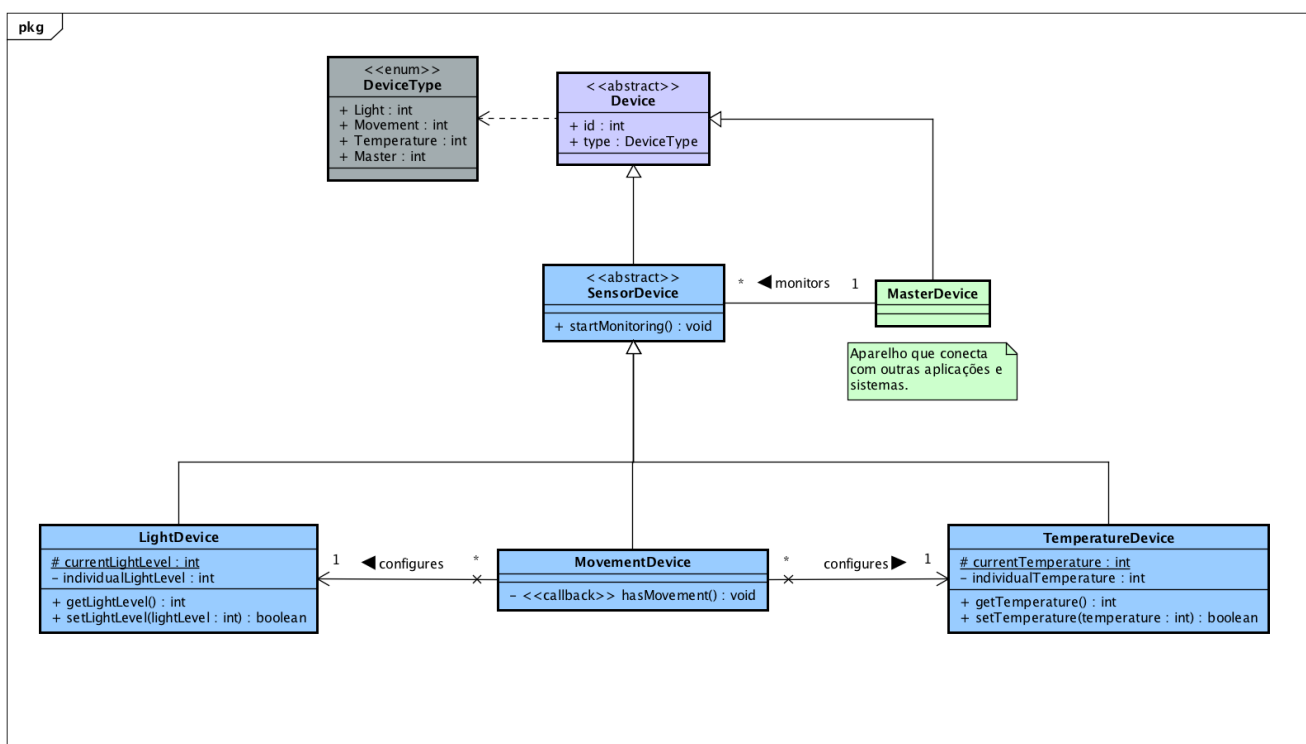 pkg
<<enum>>
DeviceType
+ Light : int
+ Movement : int
+ Temperature : int
+ Master : int
<<abstract>>
Device
+ id : int
+ type : DeviceType
<<abstract>>
SensorDevice
+ startMonitoring() : void
* ◀ monitors 1
MasterDevice
Aparelho que conecta
com outras aplicações e
sistemas.
LightDevice
# currentLightLevel : int
- individualLightLevel : int
+ getLightLevel() : int
+ setLightLevel(lightLevel : int) : boolean
1 ◀ configures *
MovementDevice
- <<callback>> hasMovement() : void
* configures ▶ 1
TemperatureDevice
# currentTemperature : int
- individualTemperature : int
+ getTemperature() : int
+ setTemperature(temperature : int) : boolean